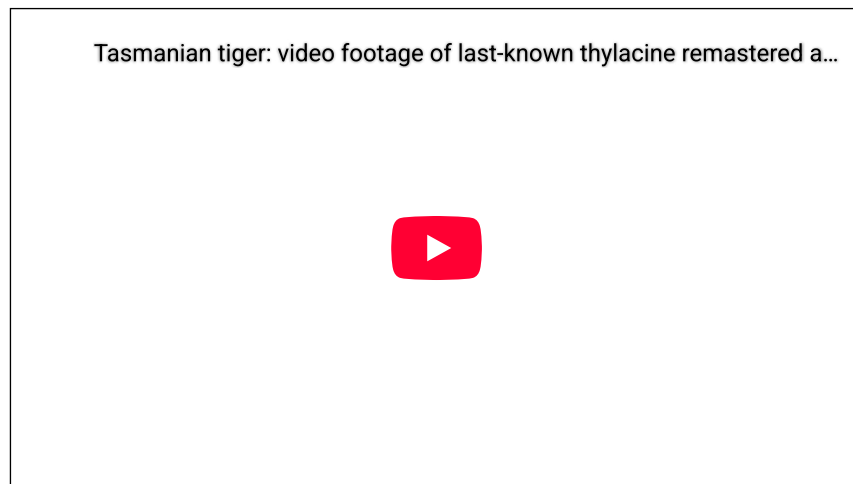 Tasmanian tiger: video footage of last-known thylacine remastered a...